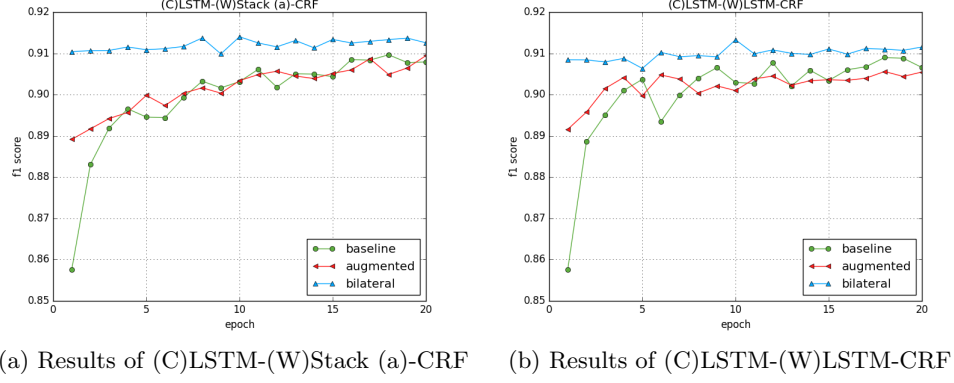 (C)LSTM-(W)Stack (a)-CRF
0.92
0.91
0.90
0.89
0.88
0.87
0.86
0.85
f1 score
0
5
10
15
20
epoch
baseline
augmented
bilateral
(C)LSTM-(W)LSTM-CRF
0.92
0.91
0.90
0.89
0.88
0.87
0.86
0.85
f1 score
0
5
10
15
20
epoch
baseline
augmented
bilateral
(a) Results of (C)LSTM-(W)Stack (a)-CRF
(b) Results of (C)LSTM-(W)LSTM-CRF